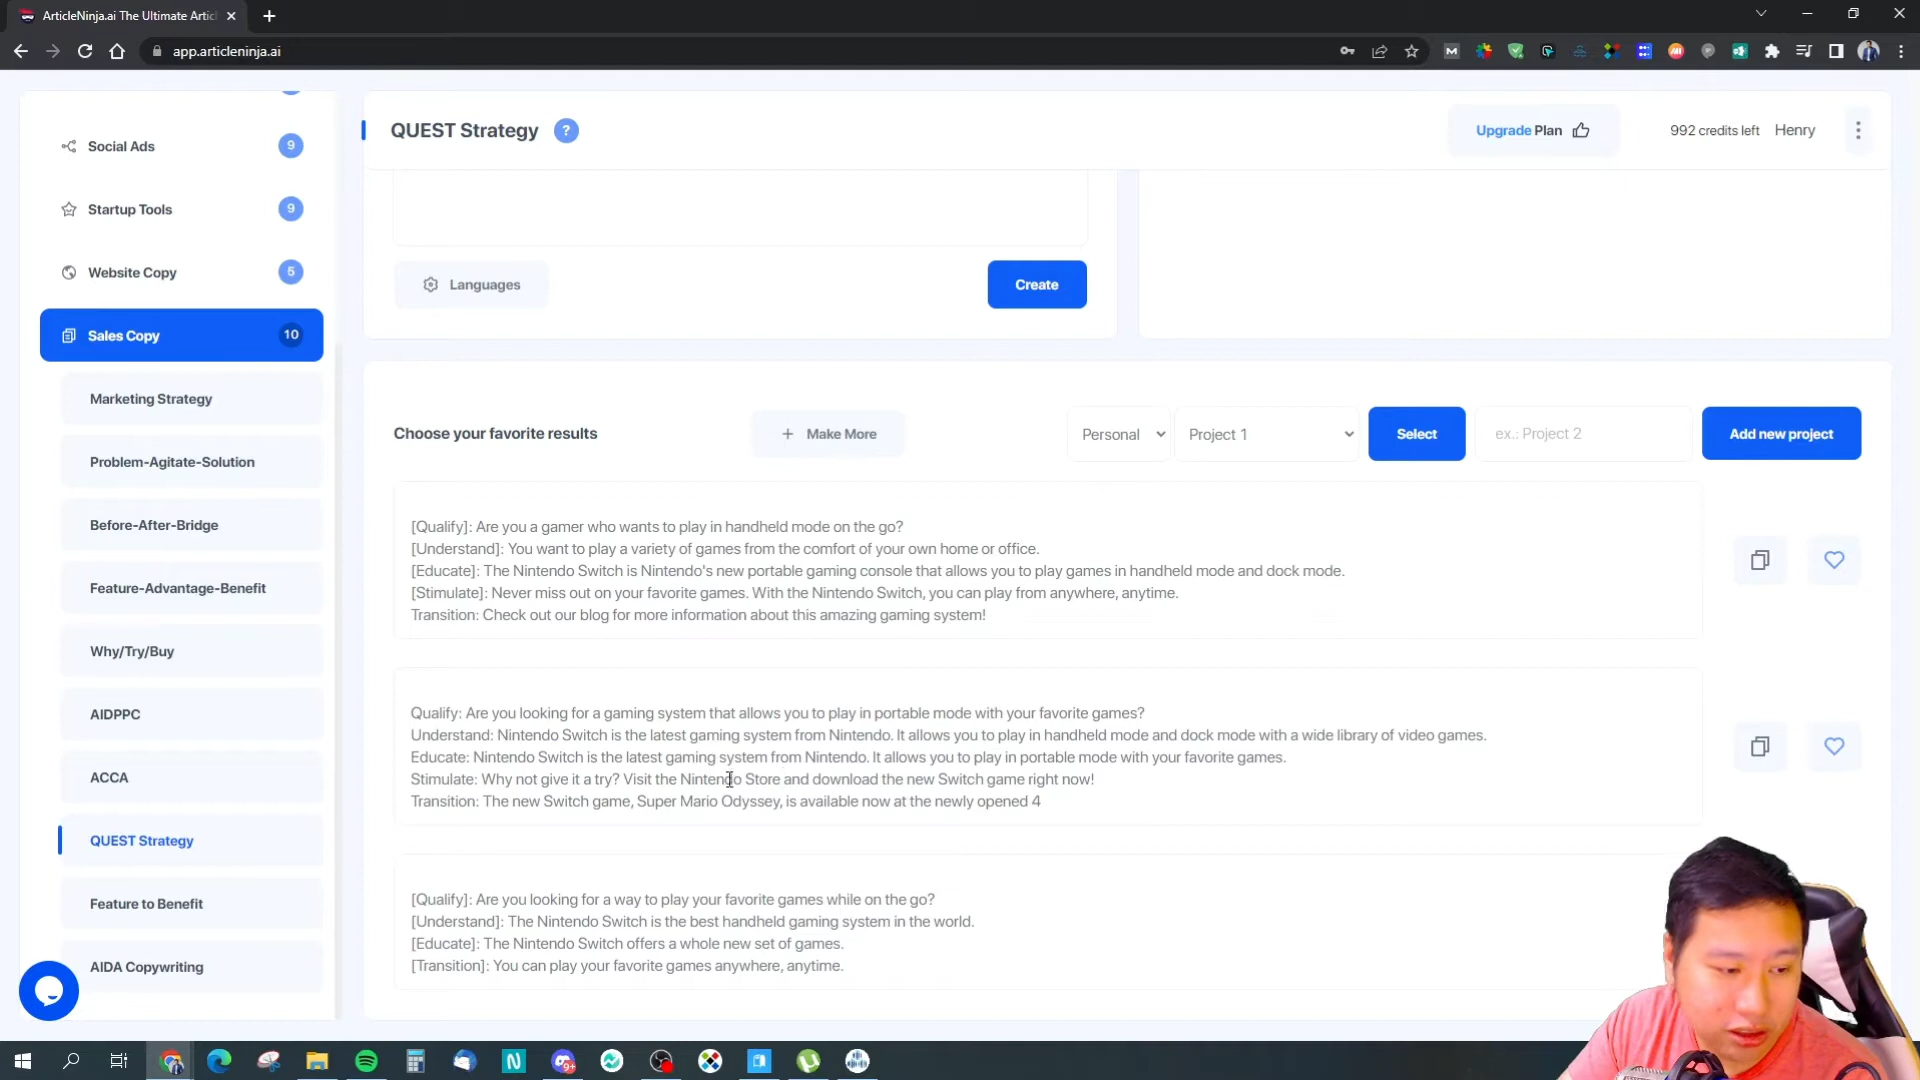 ArticleNinja.ai The Ultimate Artic
app.articleninja.ai
Social Ads 9
Startup Tools 9
Website Copy 5
Sales Copy 10
Marketing Strategy
Problem-Agitate-Solution
Before-After-Bridge
Feature-Advantage-Benefit
Why/Try/Buy
AIDPPC
ACCA
QUEST Strategy
Feature to Benefit
AIDA Copywriting
QUEST Strategy ?
Upgrade Plan
992 credits left Henry
Languages
Create
Choose your favorite results
+ Make More
Personal
Project 1
Select
ex.: Project 2
Add new project
[Qualify]: Are you a gamer who wants to play in handheld mode on the go?
[Understand]: You want to play a variety of games from the comfort of your own home or office.
[Educate]: The Nintendo Switch is Nintendo's new portable gaming console that allows you to play games in handheld mode and dock mode.
[Stimulate]: Never miss out on your favorite games. With the Nintendo Switch, you can play from anywhere, anytime.
Transition: Check out our blog for more information about this amazing gaming system!
Qualify: Are you looking for a gaming system that allows you to play in portable mode with your favorite games?
Understand: Nintendo Switch is the latest gaming system from Nintendo. It allows you to play in handheld mode and dock mode with a wide library of video games.
Educate: Nintendo Switch is the latest gaming system from Nintendo. It allows you to play in portable mode with your favorite games.
Stimulate: Why not give it a try? Visit the Nintendo Store and download the new Switch game right now!
Transition: The new Switch game, Super Mario Odyssey, is available now at the newly opened 4
[Qualify]: Are you looking for a way to play your favorite games while on the go?
[Understand]: The Nintendo Switch is the best handheld gaming system in the world.
[Educate]: The Nintendo Switch offers a whole new set of games.
[Transition]: You can play your favorite games anywhere, anytime.